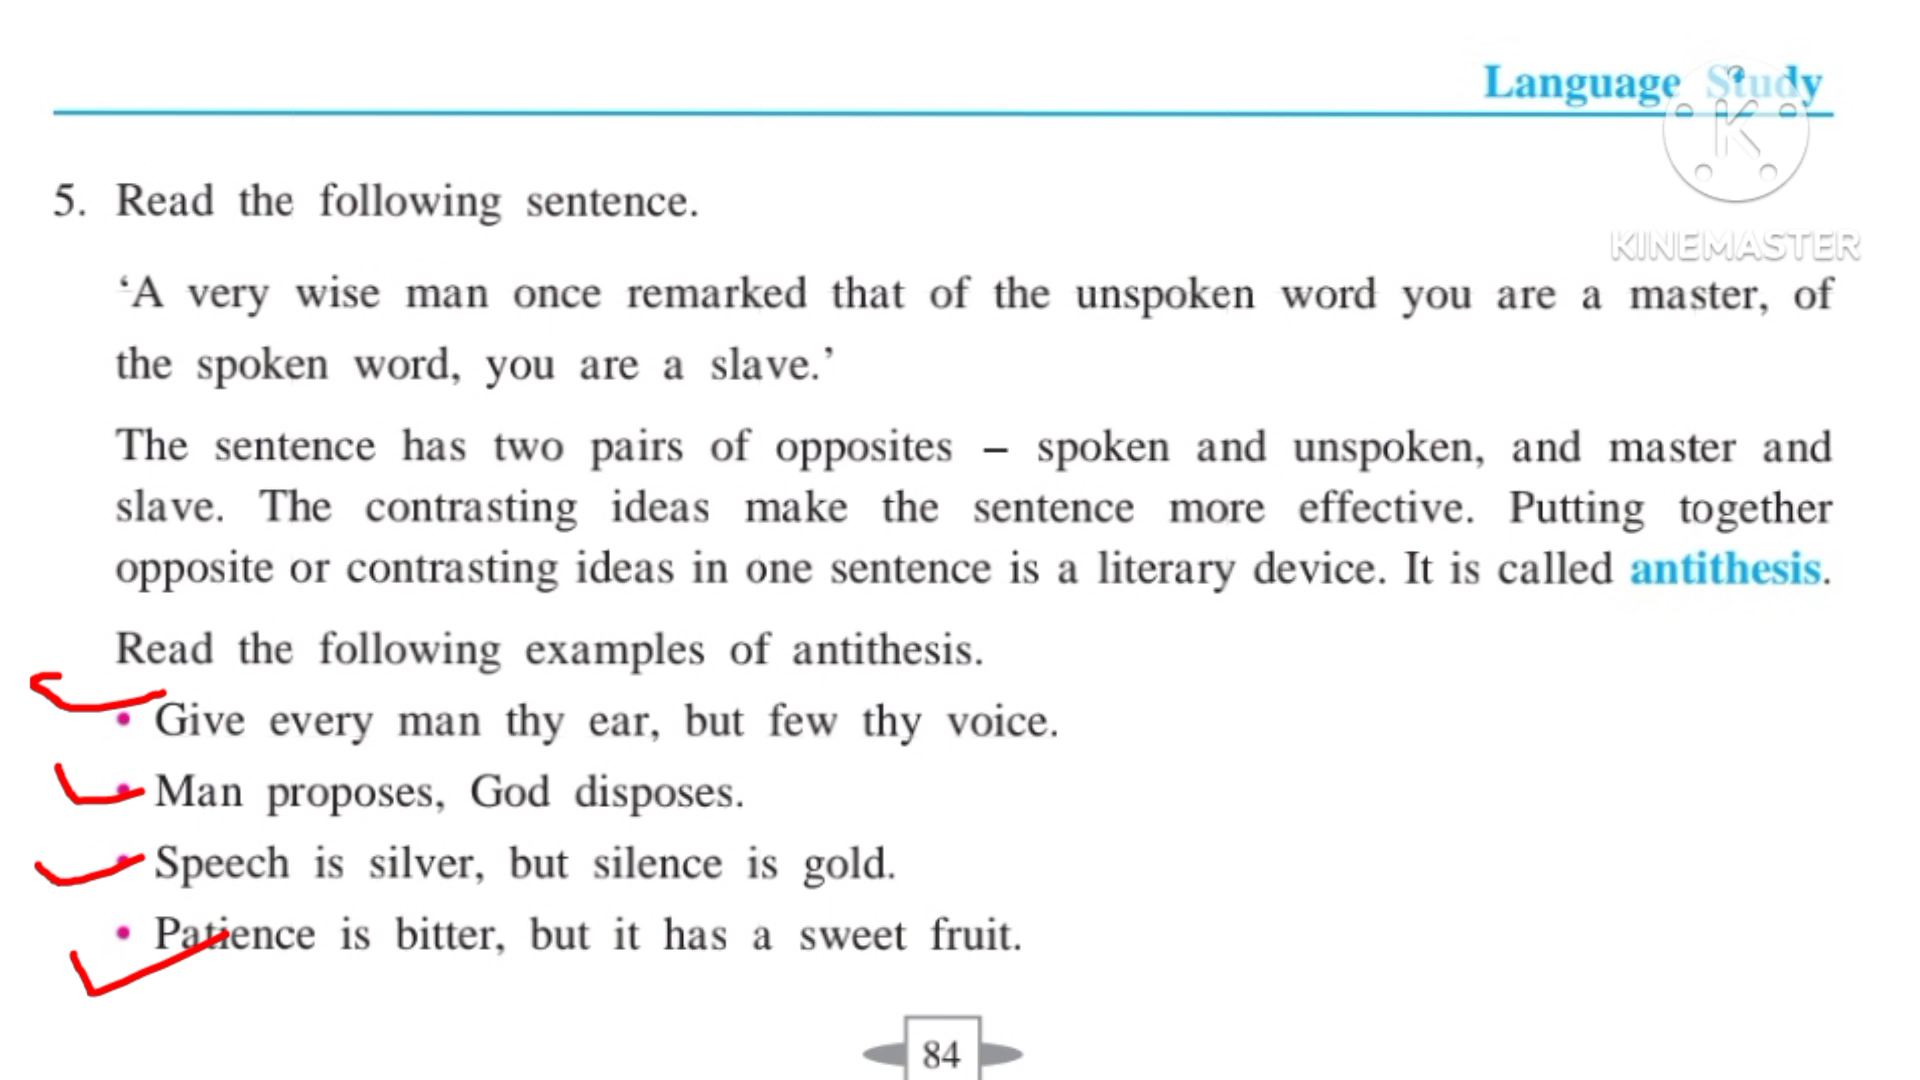 Language Study
KINEMASTER
5. Read the following sentence.
‘A very wise man once remarked that of the unspoken word you are a master, of
the spoken word, you are a slave.’
The sentence has two pairs of opposites – spoken and unspoken, and master and
slave. The contrasting ideas make the sentence more effective. Putting together
opposite or contrasting ideas in one sentence is a literary device. It is called antithesis.
Read the following examples of antithesis.
• Give every man thy ear, but few thy voice.
• Man proposes, God disposes.
• Speech is silver, but silence is gold.
• Patience is bitter, but it has a sweet fruit.
84